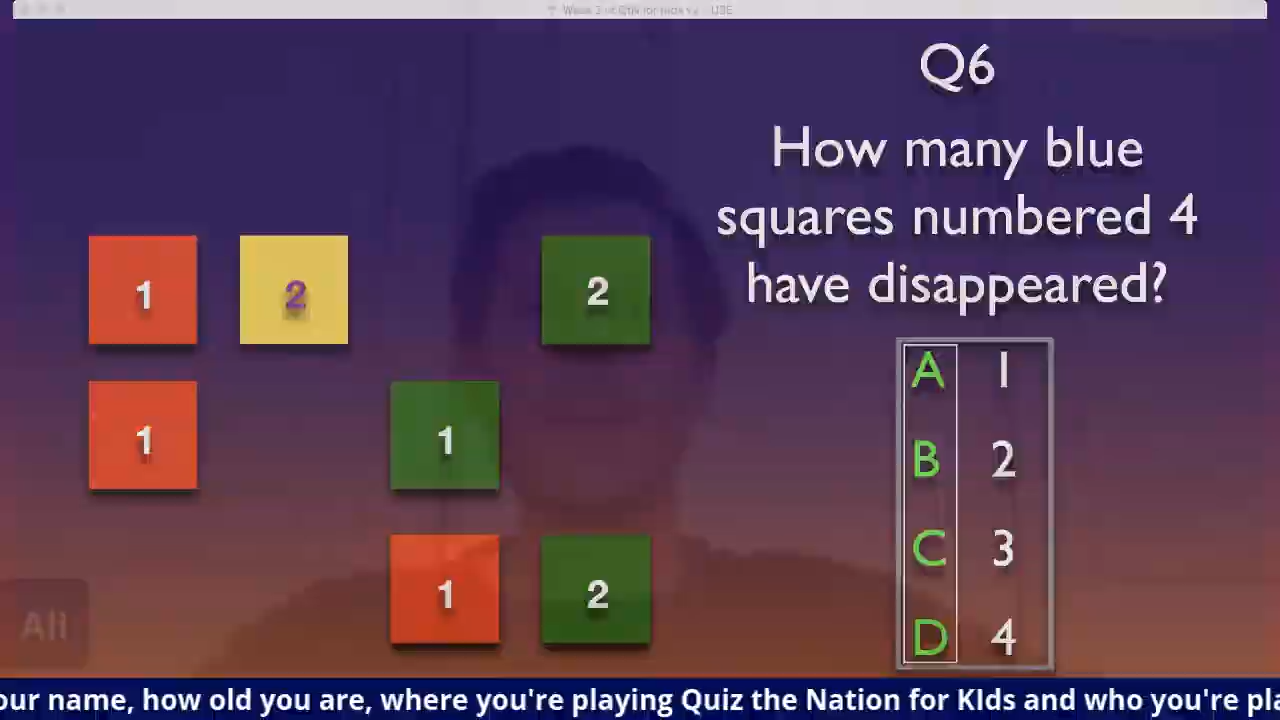 Q6
How many blue
squares numbered 4
have disappeared?
1 2 2
1 1
1 2
A 1
B 2
C 3
D 4
Ali
our name, how old you are, where you're playing Quiz the Nation for KIds and who you're pla